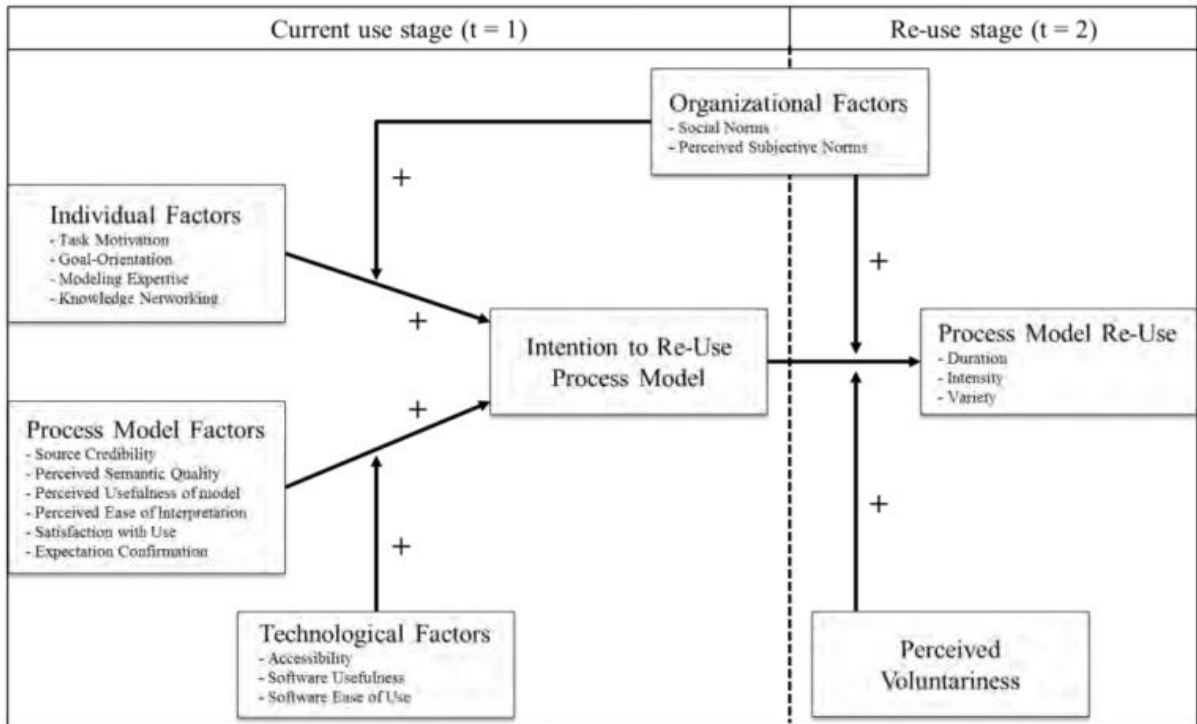 Current use stage (t = 1)
Re-use stage (t = 2)
Organizational Factors
- Social Norms
- Perceived Subjective Norms
+
+
Individual Factors
- Task Motivation
- Goal-Orientation
- Modeling Expertise
- Knowledge Networking
+
Intention to Re-Use
Process Model
Process Model Re-Use
- Duration
- Intensity
- Variety
+
Process Model Factors
- Source Credibility
- Perceived Semantic Quality
- Perceived Usefulness of model
- Perceived Ease of Interpretation
- Satisfaction with Use
- Expectation Confirmation
+
+
Technological Factors
- Accessibility
- Software Usefulness
- Software Ease of Use
Perceived
Voluntariness